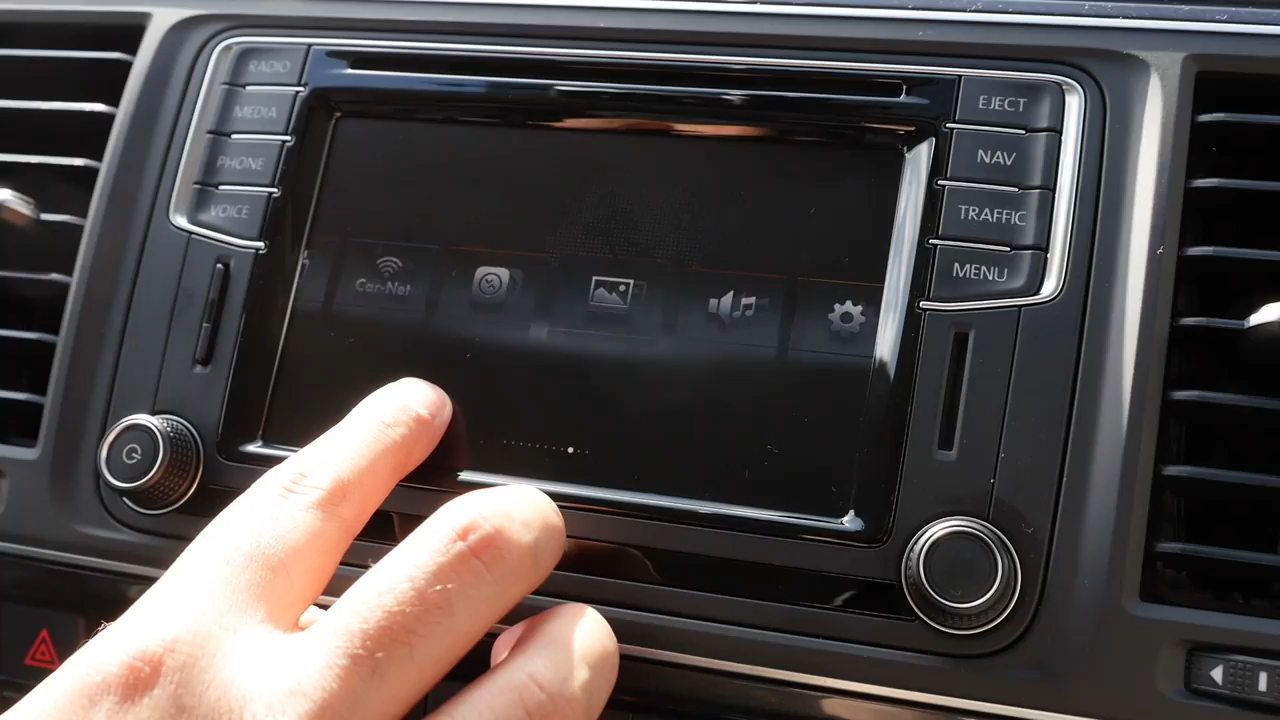 RADIO
MEDIA
PHONE
VOICE
EJECT
NAV
TRAFFIC
MENU
Car-Net